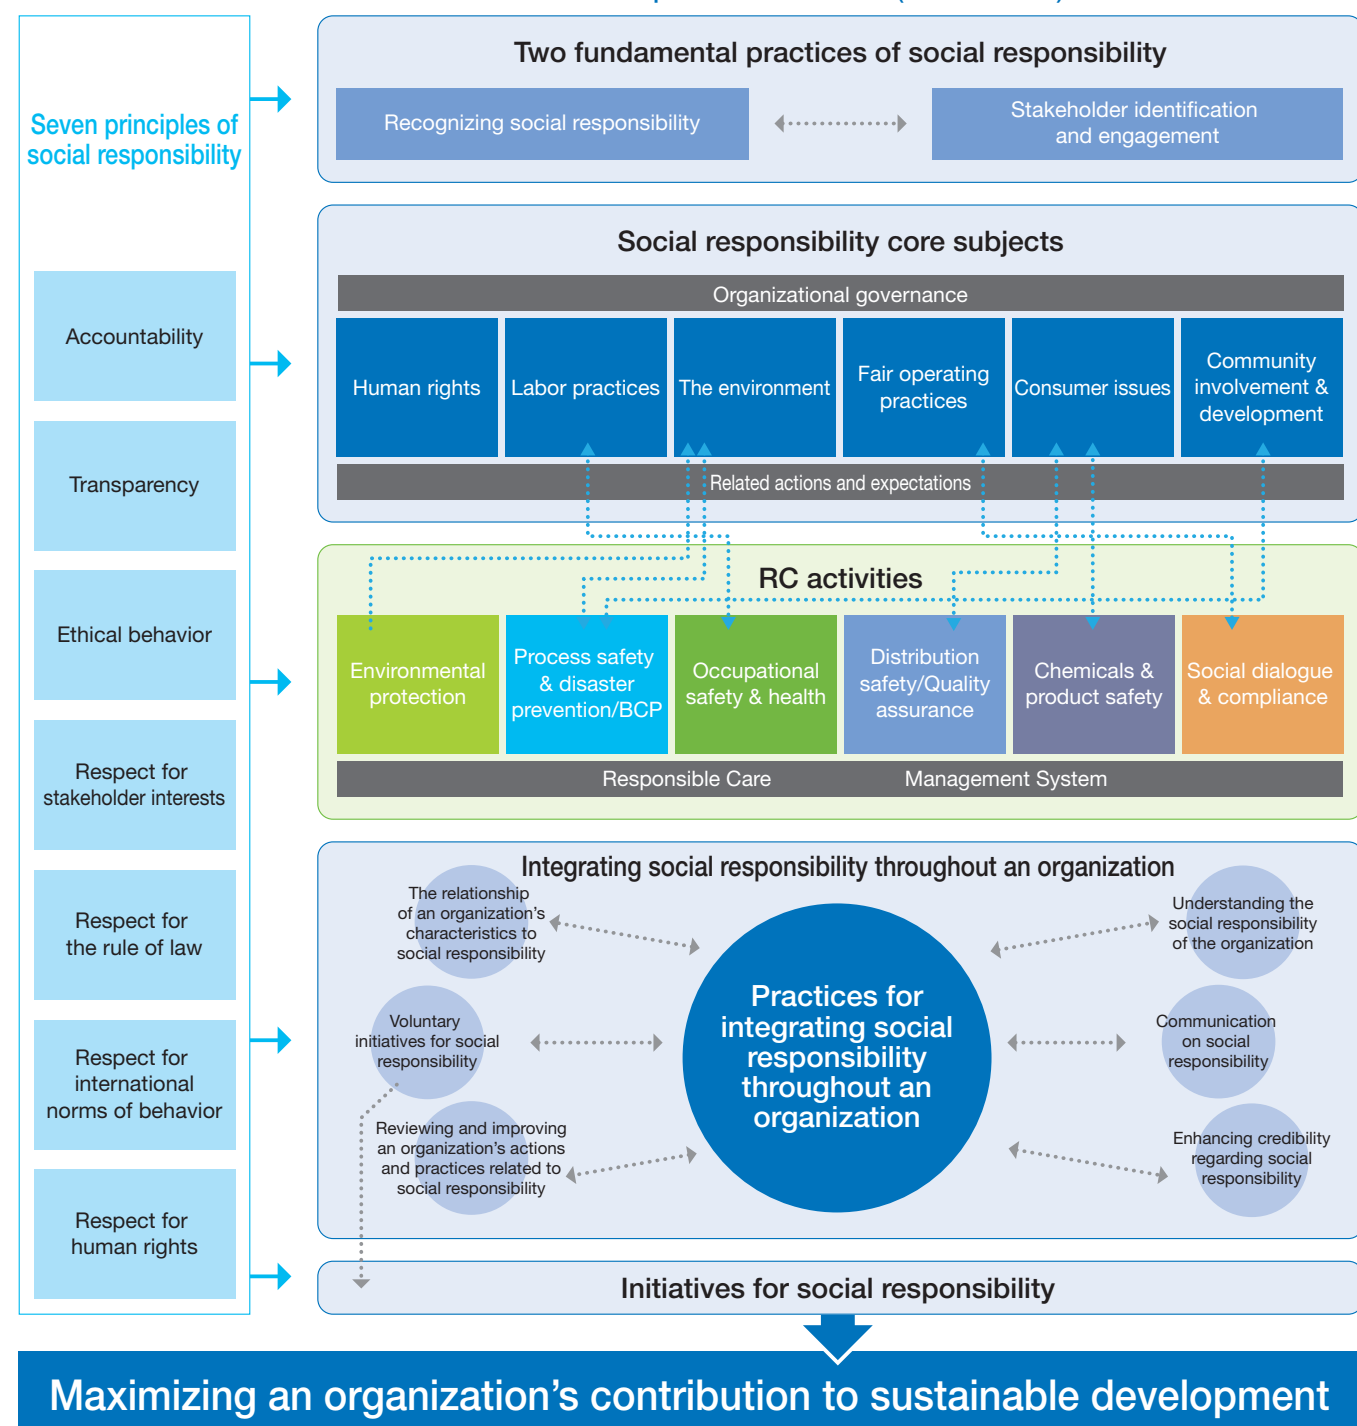 Seven principles of
social responsibility
Accountability
Transparency
Ethical behavior
Respect for
stakeholder interests
Respect for
the rule of law
Respect for
international
norms of behavior
Respect for
human rights
Two fundamental practices of social responsibility
Recognizing social responsibility
Stakeholder identification
and engagement
Social responsibility core subjects
Organizational governance
Human rights
Labor practices
The environment
Fair operating
practices
Consumer issues
Community
involvement &
development
Related actions and expectations
RC activities
Environmental
protection
Process safety
& disaster
prevention/BCP
Occupational
safety & health
Distribution
safety/Quality
assurance
Chemicals &
product safety
Social dialogue
& compliance
Responsible Care Management System
Integrating social responsibility throughout an organization
The relationship
of an organization’s
characteristics to
social responsibility
Voluntary
initiatives for social
responsibility
Reviewing and improving
an organization’s actions
and practices related to
social responsibility
Practices for
integrating social
responsibility
throughout an
organization
Understanding the
social responsibility
of the organization
Communication
on social
responsibility
Enhancing credibility
regarding social
responsibility
Initiatives for social responsibility
Maximizing an organization’s contribution to sustainable development